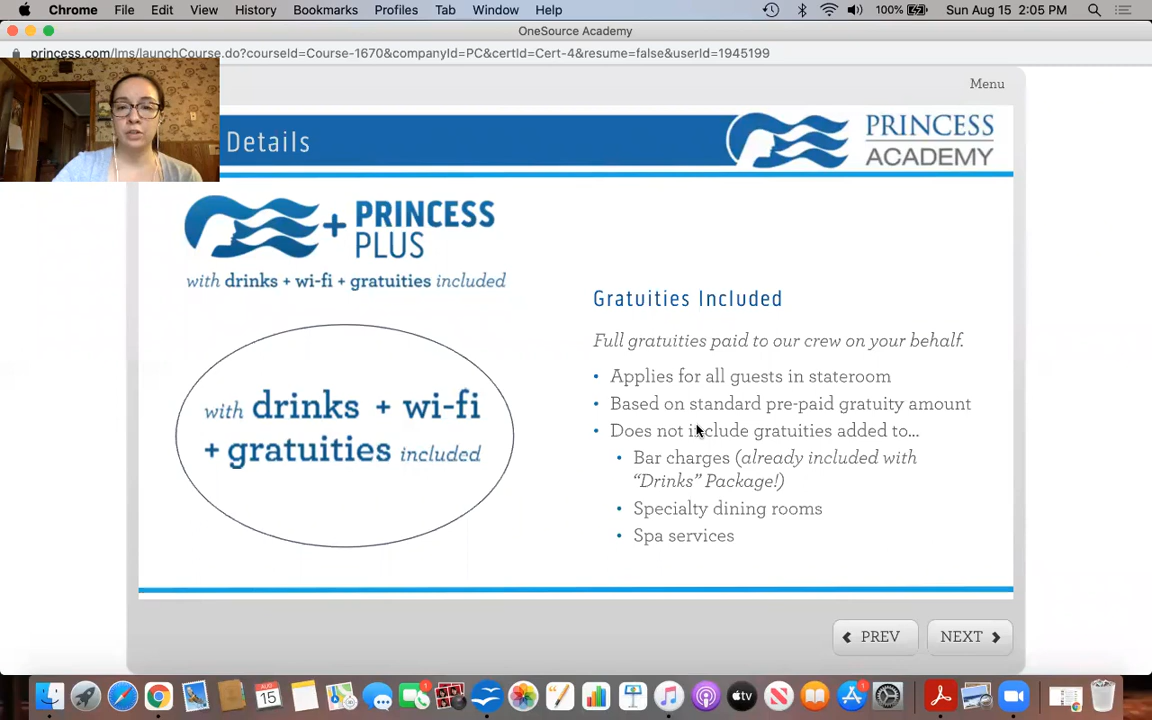 Chrome File Edit View History Bookmarks Profiles Tab Window Help 100% Sun Aug 15 2:05 PM
OneSource Academy
princess.com/lms/launchCourse.do?courseId=Course-1670&companyId=PC&certId=Cert-4&resume=false&userId=1945199
Menu
Details
PRINCESS
ACADEMY
+ PRINCESS
PLUS
with drinks + wi-fi + gratuities included
with drinks + wi-fi
+ gratuities included
Gratuities Included
Full gratuities paid to our crew on your behalf.
• Applies for all guests in stateroom
• Based on standard pre-paid gratuity amount
• Does not include gratuities added to...
• Bar charges (already included with
"Drinks" Package!)
• Specialty dining rooms
• Spa services
PREV
NEXT
AUG
15
1
tv